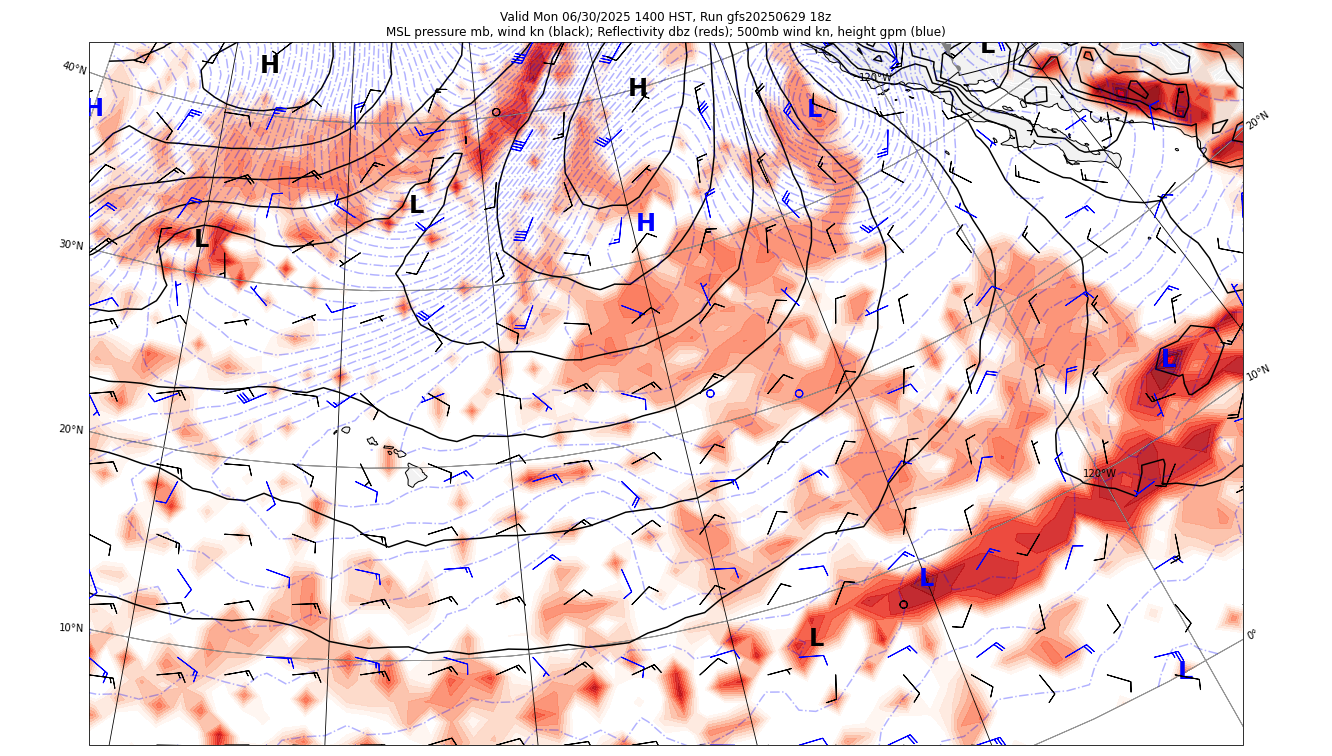 Valid Mon 06/30/2025 1400 HST, Run gfs20250629 18z
MSL pressure mb, wind kn (black); Reflectivity dbz (reds); 500mb wind kn, height gpm (blue)
L
H
40°N
120°W
H
H
L
20°N
L
L
H
30°N
L
L
10°N
20°N
120°W
L
10°N
L
0°
L